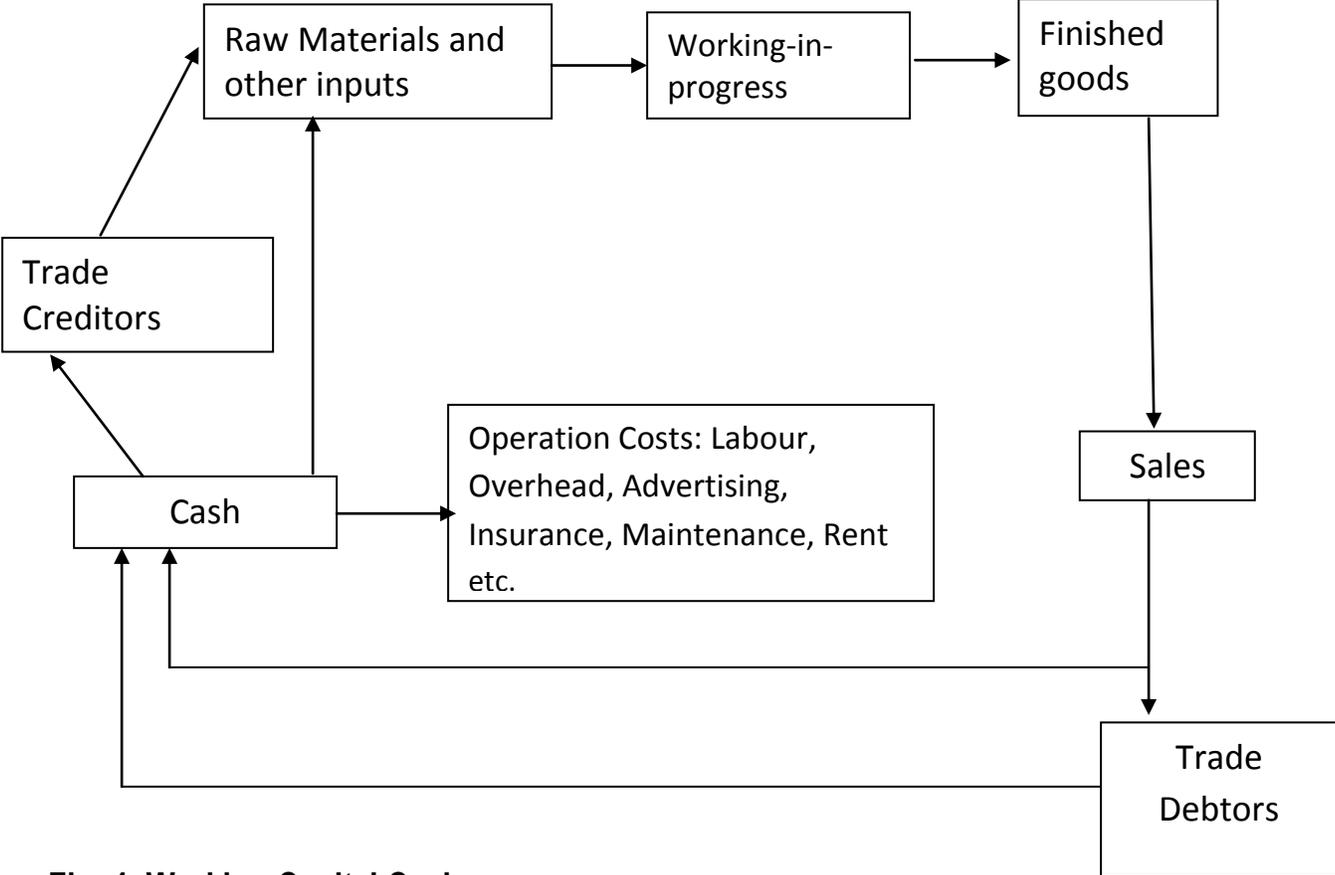 Raw Materials and
other inputs
Working-in-
progress
Finished
goods
Trade
Creditors
Operation Costs: Labour,
Overhead, Advertising,
Insurance, Maintenance, Rent
etc.
Cash
Sales
Trade
Debtors